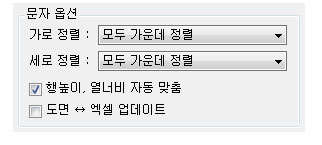 문자 옵션
가로 정렬 : 모두 가운데 정렬
세로 정렬 : 모두 가운데 정렬
행높이, 열너비 자동 맞춤
도면 ↔ 엑셀 업데이트